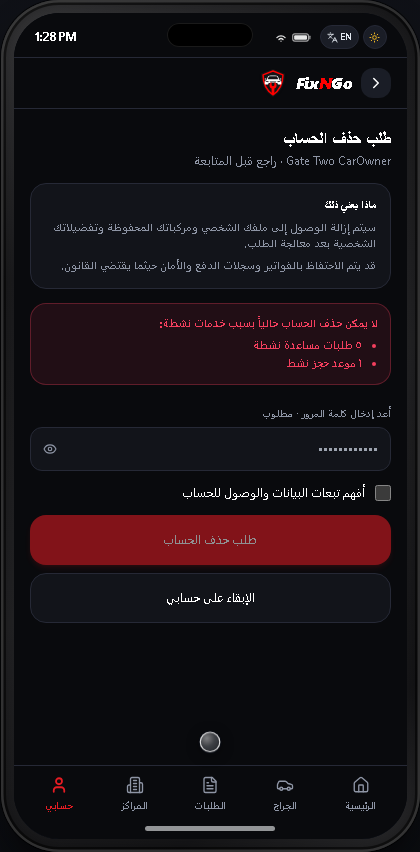 1:28 PM
EN
FixNGo
طلب حذف الحساب
Gate Two CarOwner · راجع قبل المتابعة
ماذا يعني ذلك
سيتم إزالة الوصول إلى ملفك الشخصي ومركباتك المحفوظة وتفضيلاتك
الشخصية بعد معالجة الطلب.
قد يتم الاحتفاظ بالفواتير وسجلات الدفع والأمان حيثما يقتضي القانون.
لا يمكن حذف الحساب حالياً بسبب خدمات نشطة:
• ٥ طلبات مساعدة نشطة
• ١ موعد حجز نشط
أعد إدخال كلمة المرور · مطلوب
أفهم تبعات البيانات والوصول للحساب
طلب حذف الحساب
الإبقاء على حسابي
الرئيسية
الجراج
الطلبات
المراكز
حسابي